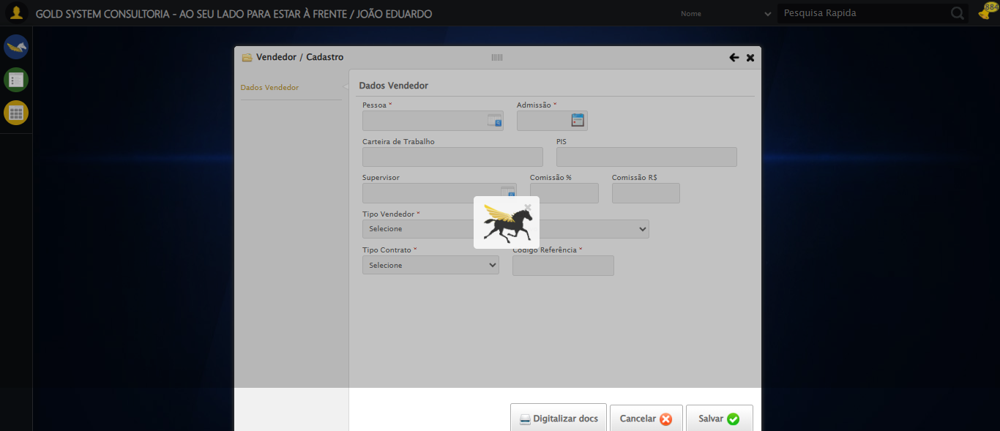 GOLD SYSTEM CONSULTORIA - AO SEU LADO PARA ESTAR À FRENTE / JOÃO EDUARDO
Nome
Pesquisa Rapida
884
Vendedor / Cadastro
Dados Vendedor
Dados Vendedor
Pessoa *
Admissão *
Carteira de Trabalho
PIS
Supervisor
Comissão %
Comissão R$
Tipo Vendedor *
Selecione
Tipo Contrato *
Código Referência *
Selecione
Digitalizar docs
Cancelar
Salvar